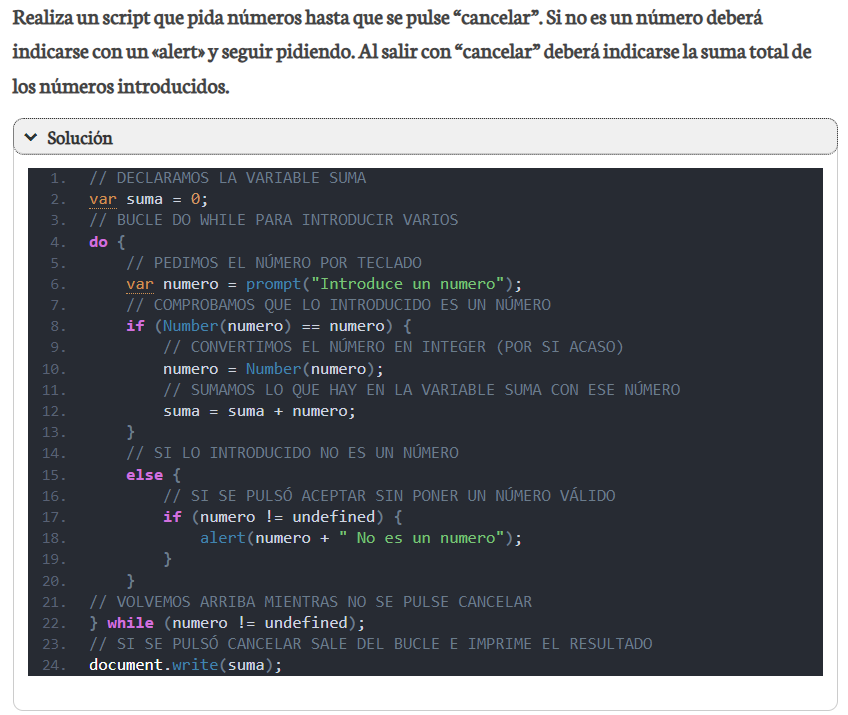 Realiza un script que pida números hasta que se pulse “cancelar”. Si no es un número deberá
indicarse con un «alert» y seguir pidiendo. Al salir con “cancelar” deberá indicarse la suma total de
los números introducidos.
Solución
1. // DECLARAMOS LA VARIABLE SUMA
2. var suma = 0;
3. // BUCLE DO WHILE PARA INTRODUCIR VARIOS
4. do {
5. // PEDIMOS EL NÚMERO POR TECLADO
6. var numero = prompt("Introduce un numero");
7. // COMPROBAMOS QUE LO INTRODUCIDO ES UN NÚMERO
8. if (Number(numero) == numero) {
9. // CONVERTIMOS EL NÚMERO EN INTEGER (POR SI ACASO)
10. numero = Number(numero);
11. // SUMAMOS LO QUE HAY EN LA VARIABLE SUMA CON ESE NÚMERO
12. suma = suma + numero;
13. }
14. // SI LO INTRODUCIDO NO ES UN NÚMERO
15. else {
16. // SI SE PULSÓ ACEPTAR SIN PONER UN NÚMERO VÁLIDO
17. if (numero != undefined) {
18. alert(numero + " No es un numero");
19. }
20. }
21. // VOLVEMOS ARRIBA MIENTRAS NO SE PULSE CANCELAR
22. } while (numero != undefined);
23. // SI SE PULSÓ CANCELAR SALE DEL BUCLE E IMPRIME EL RESULTADO
24. document.write(suma);